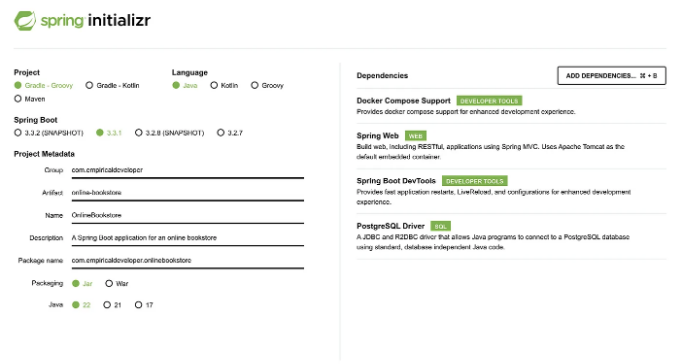 spring initializr
Project
Gradle - Groovy Gradle - Kotlin
Maven
Language
Java Kotlin Groovy
Spring Boot
3.3.2 (SNAPSHOT) 3.3.1 3.2.8 (SNAPSHOT) 3.2.7
Project Metadata
Group com.empiricaldeveloper
Artifact online-bookstore
Name OnlineBookstore
Description A Spring Boot application for an online bookstore
Package name com.empiricaldeveloper.onlinebookstore
Packaging Jar War
Java 22 21 17
Dependencies ADD DEPENDENCIES... ⌘ + B
Docker Compose Support DEVELOPER TOOLS
Provides docker compose support for enhanced development experience.
Spring Web WEB
Build web, including RESTful, applications using Spring MVC. Uses Apache Tomcat as the
default embedded container.
Spring Boot DevTools DEVELOPER TOOLS
Provides fast application restarts, LiveReload, and configurations for enhanced development
experience.
PostgreSQL Driver SQL
A JDBC and R2DBC driver that allows Java programs to connect to a PostgreSQL database
using standard, database independent Java code.